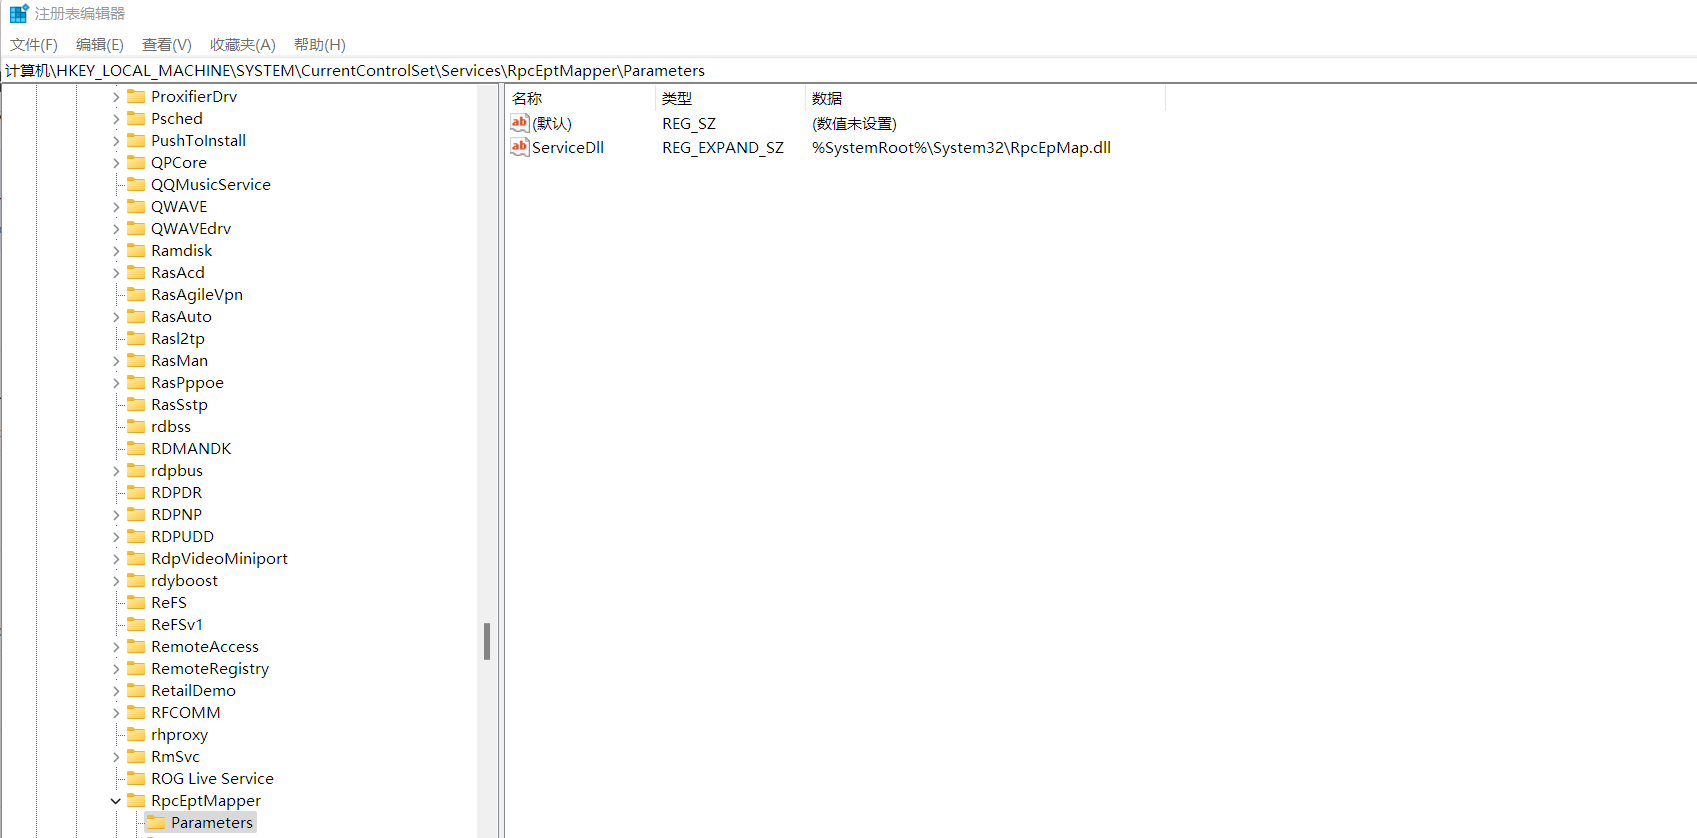 注册表编辑器
文件(F) 编辑(E) 查看(V) 收藏夹(A) 帮助(H)
计算机\HKEY_LOCAL_MACHINE\SYSTEM\CurrentControlSet\Services\RpcEptMapper\Parameters
ProxifierDrv
Psched
PushToInstall
QPCore
QQMusicService
QWAVE
QWAVEdrv
Ramdisk
RasAcd
RasAgileVpn
RasAuto
Rasl2tp
RasMan
RasPppoe
RasSstp
rdbss
RDMANDK
rdpbus
RDPDR
RDPNP
RDPUDD
RdpVideoMiniport
rdyboost
ReFS
ReFSv1
RemoteAccess
RemoteRegistry
RetailDemo
RFCOMM
rhproxy
RmSvc
ROG Live Service
RpcEptMapper
Parameters
名称 类型 数据
(默认) REG_SZ (数值未设置)
ServiceDll REG_EXPAND_SZ %SystemRoot%\System32\RpcEpMap.dll